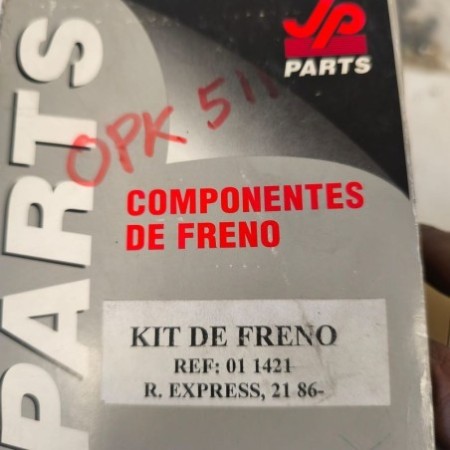 JP
PARTS
PARTS
OPK 511
COMPONENTES
DE FRENO
KIT DE FRENO
REF; 01 1421
R. EXPRESS, 21 86-